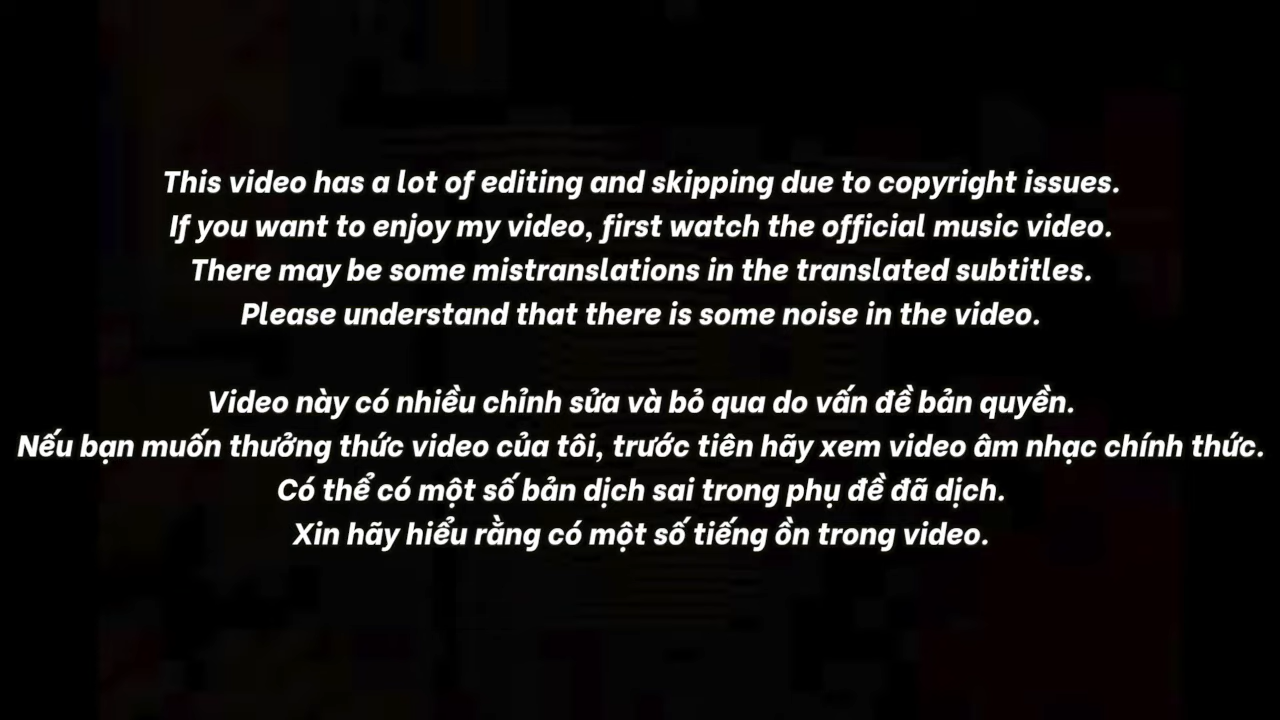 This video has a lot of editing and skipping due to copyright issues.
If you want to enjoy my video, first watch the official music video.
There may be some mistranslations in the translated subtitles.
Please understand that there is some noise in the video.
Video này có nhiều chỉnh sửa và bỏ qua do vấn đề bản quyền.
Nếu bạn muốn thưởng thức video của tôi, trước tiên hãy xem video âm nhạc chính thức.
Có thể có một số bản dịch sai trong phụ đề đã dịch.
Xin hãy hiểu rằng có một số tiếng ồn trong video.